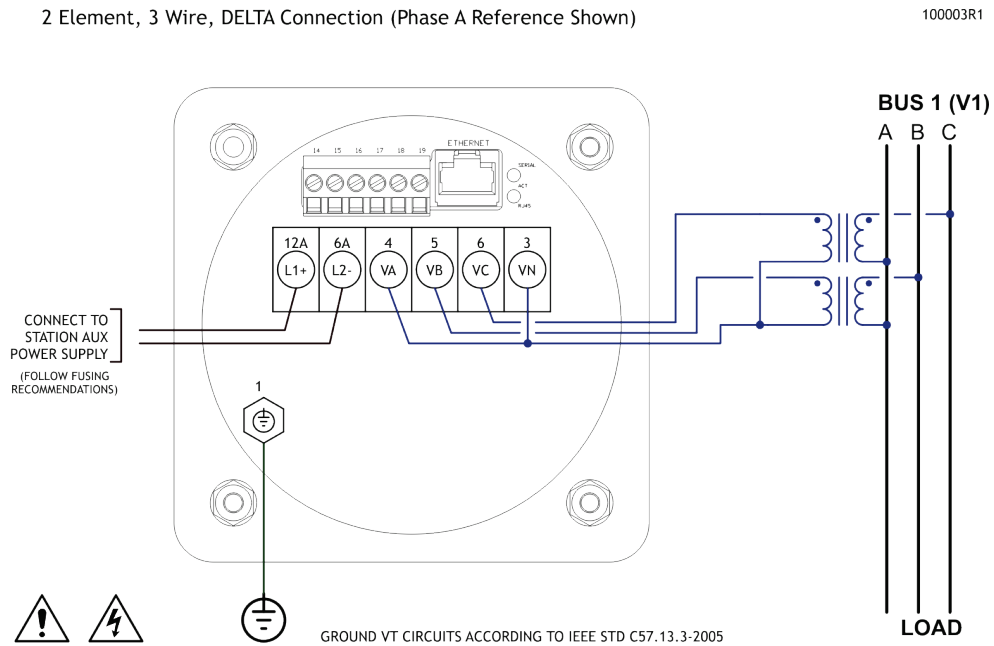 2 Element, 3 Wire, DELTA Connection (Phase A Reference Shown)
100003R1
BUS 1 (V1)
A B C
ETHERNET
14 15 16 17 18 19
SERIAL
ACT
RJ45
12A 6A 4 5 6 3
L1+ L2- VA VB VC VN
CONNECT TO
STATION AUX
POWER SUPPLY
(FOLLOW FUSING
RECOMMENDATIONS)
1
LOAD
GROUND VT CIRCUITS ACCORDING TO IEEE STD C57.13.3-2005